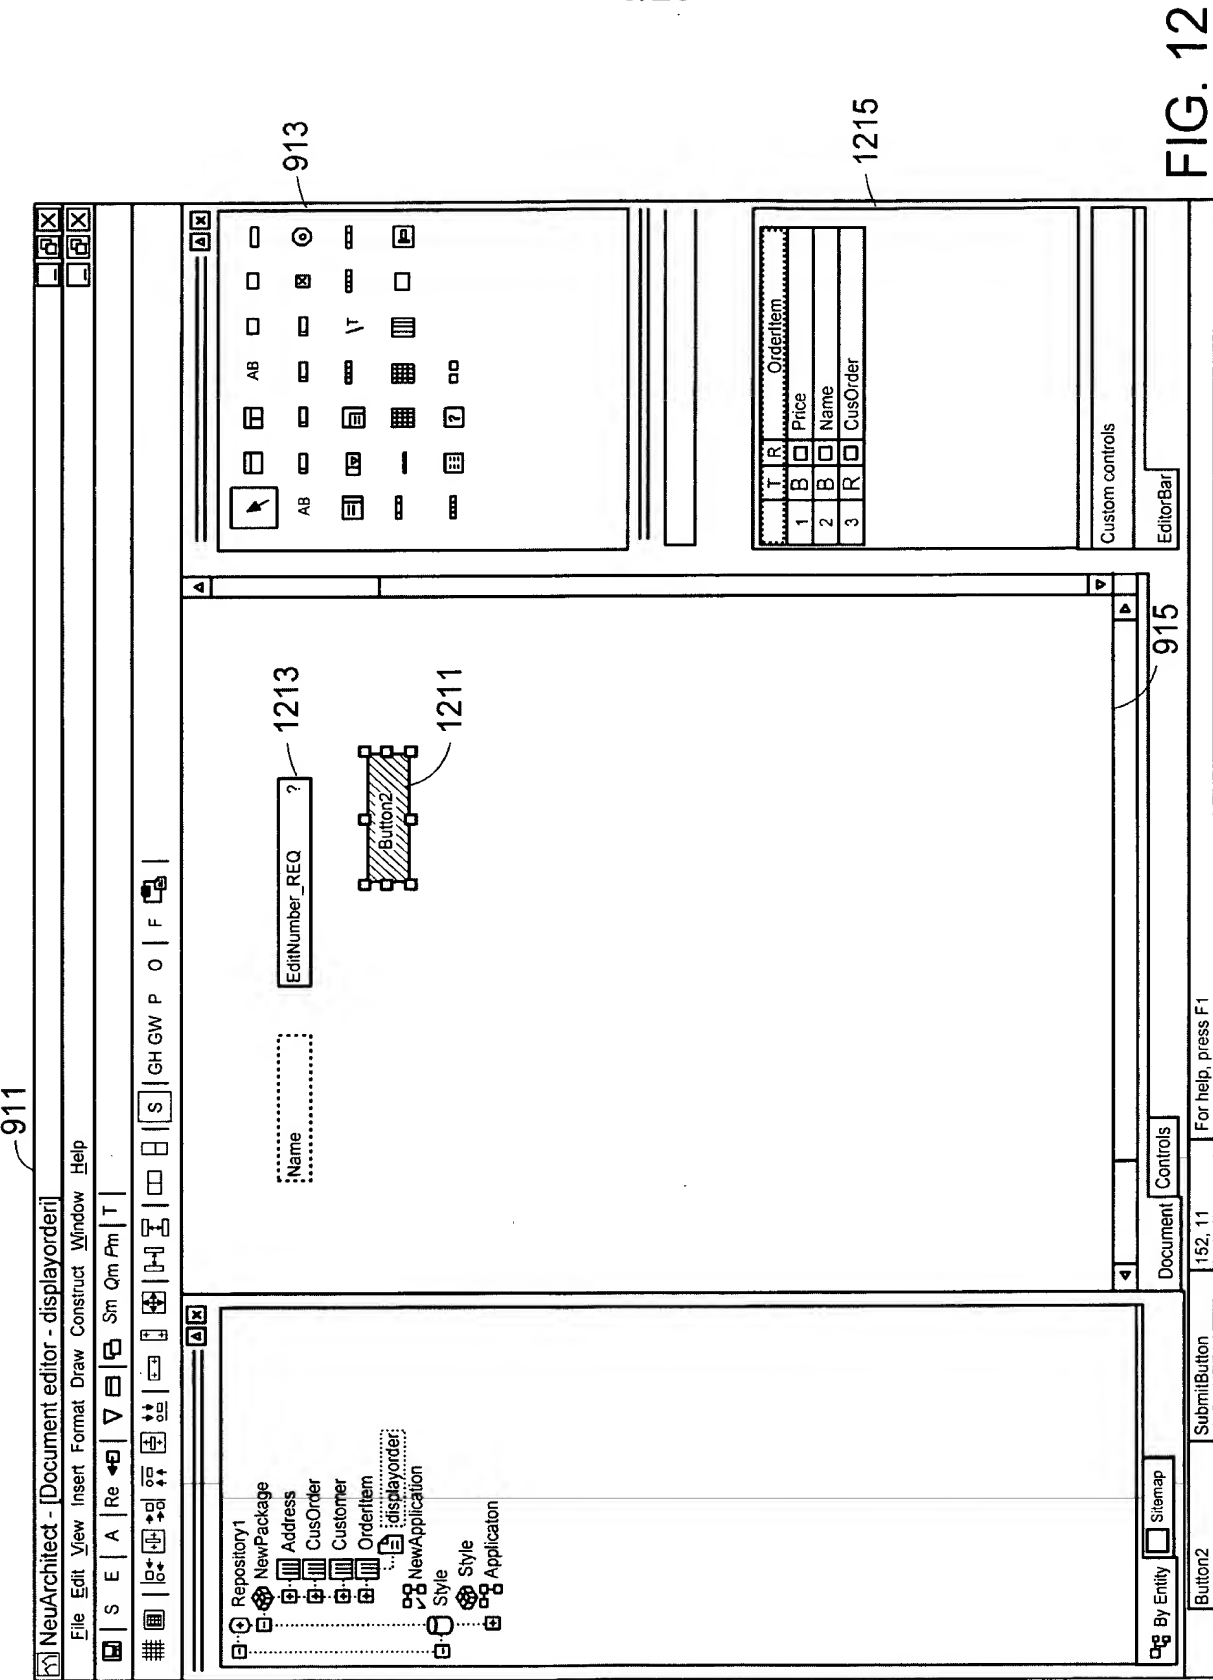 911
NeuArchitect - [Document editor - displayorderi]
File Edit View Insert Format Draw Construct Window Help
S E A Re Sm Qm Pm T
S GH GW P O F
Repository1
NewPackage
Address
CusOrder
Customer
OrderItem
displayorder
NewApplication
Style
Style
Applicaton
By Entity Sitemap
Name
EditNumber_REQ ?
1213
Button2
1211
Document Controls
915
913
AB
AB
T
?
T R OrderItem
1 B Price
2 B Name
3 R CusOrder
1215
Custom controls
EditorBar
Button2 SubmitButton 152, 11 For help, press F1
FIG. 12